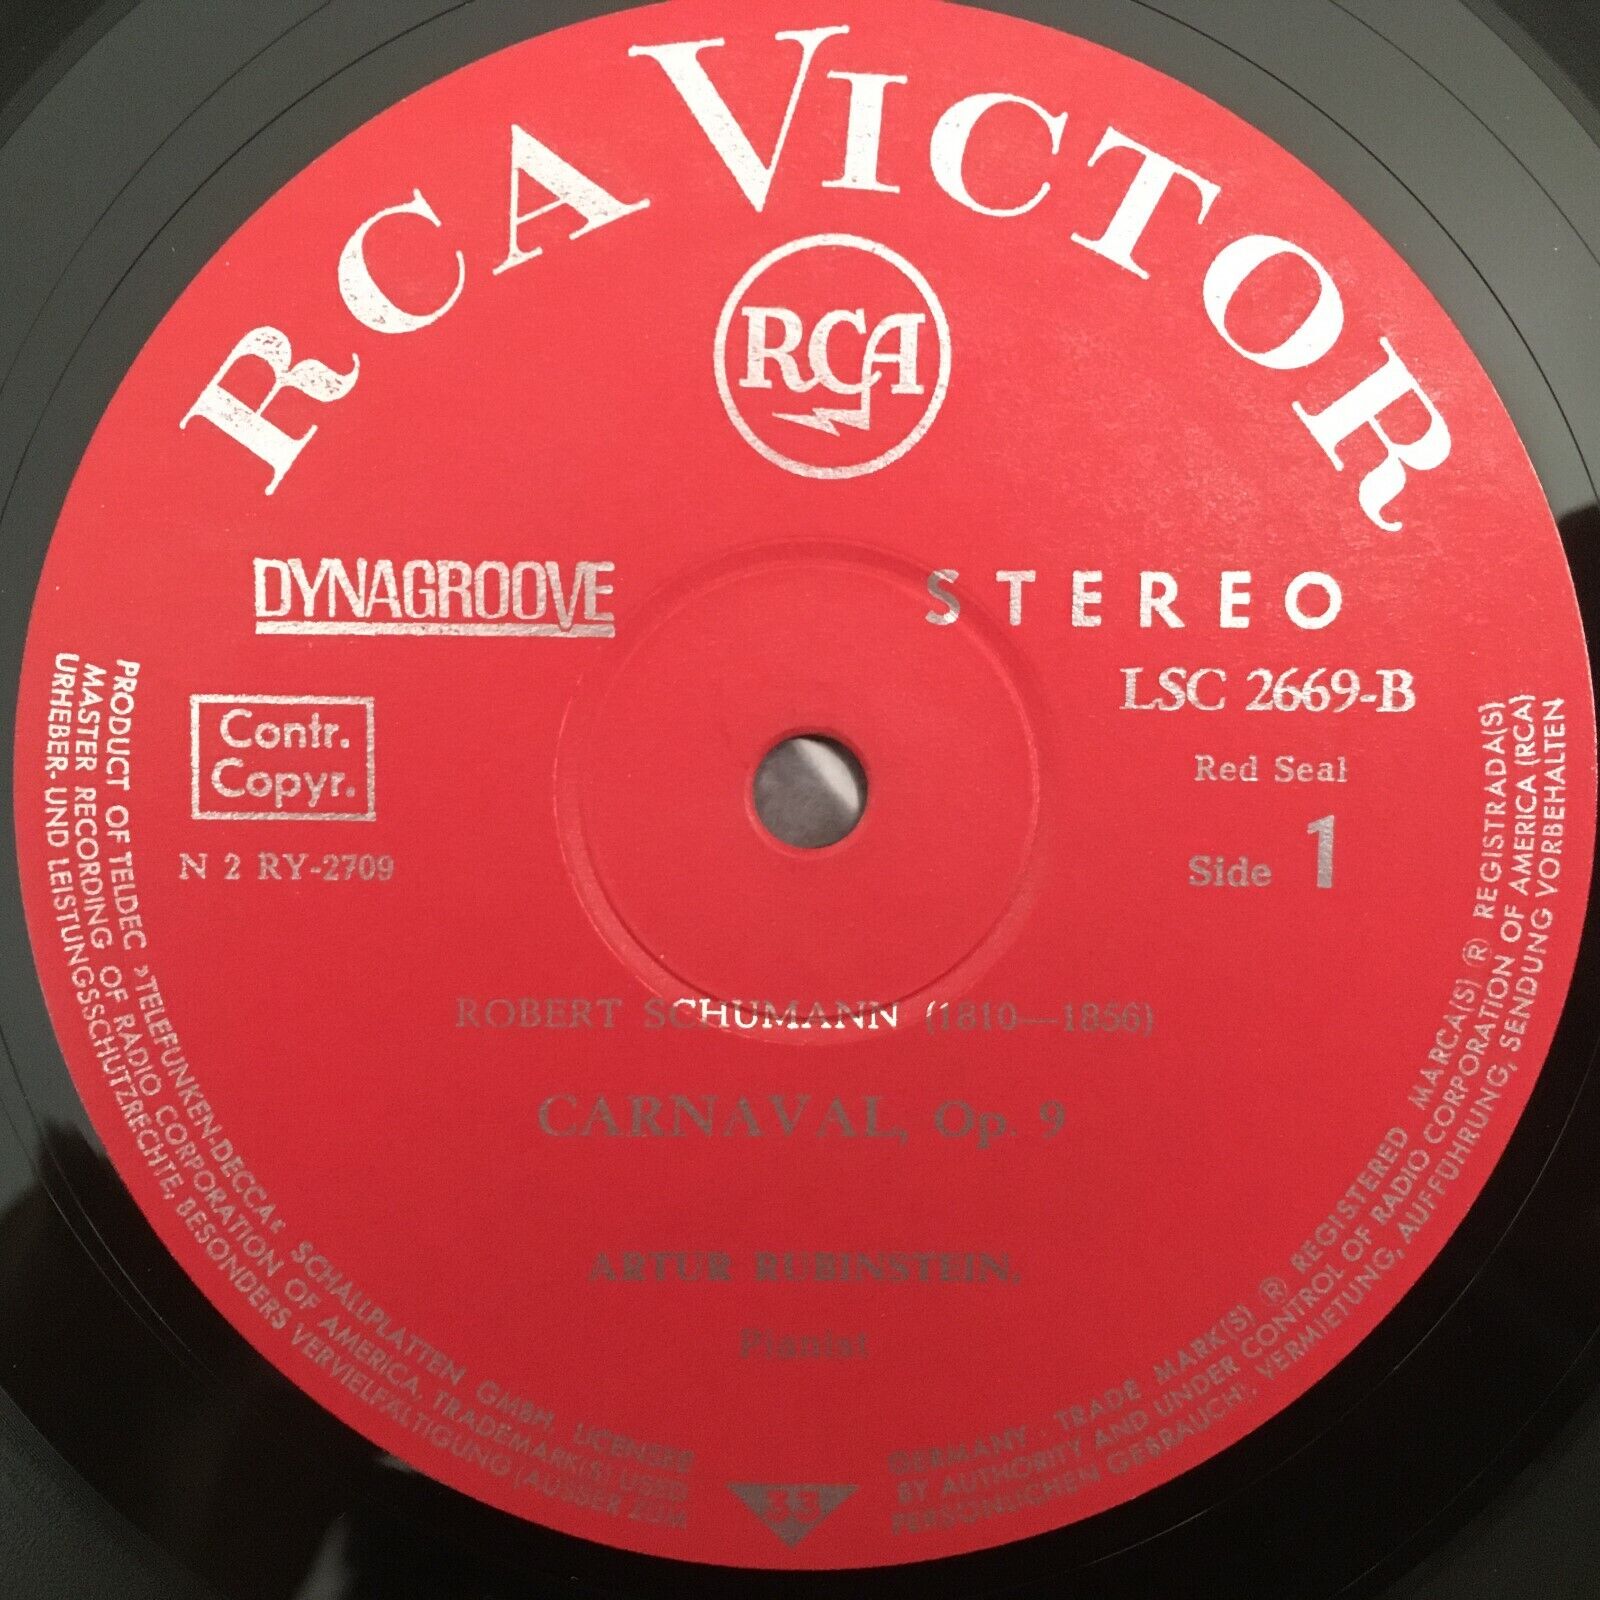 RCA VICTOR
RCA
DYNAGROOVE
STEREO
LSC 2669-B
Red Seal
Side 1
Contr.
Copyr.
N 2 RY-2709
ROBERT SCHUMANN (1810—1856)
CARNAVAL, Op. 9
ARTUR RUBINSTEIN,
Pianist
33
PRODUCT OF TELDEC »TELEFUNKEN-DECCA« SCHALLPLATTEN GMBH, LICENSEE
MASTER RECORDING OF RADIO CORPORATION OF AMERICA, TRADEMARK(S) USED
URHEBER- UND LEISTUNGSSCHUTZRECHTE, BESONDERS VERVIELFÄLTIGUNG (AUSSER ZUM
GERMANY · TRADE MARK(S) ® REGISTERED MARCA(S) ® REGISTRADA(S)
BY AUTHORITY AND UNDER CONTROL OF RADIO CORPORATION OF AMERICA (RCA)
PERSÖNLICHEN GEBRAUCH), VERMIETUNG, AUFFÜHRUNG, SENDUNG VORBEHALTEN